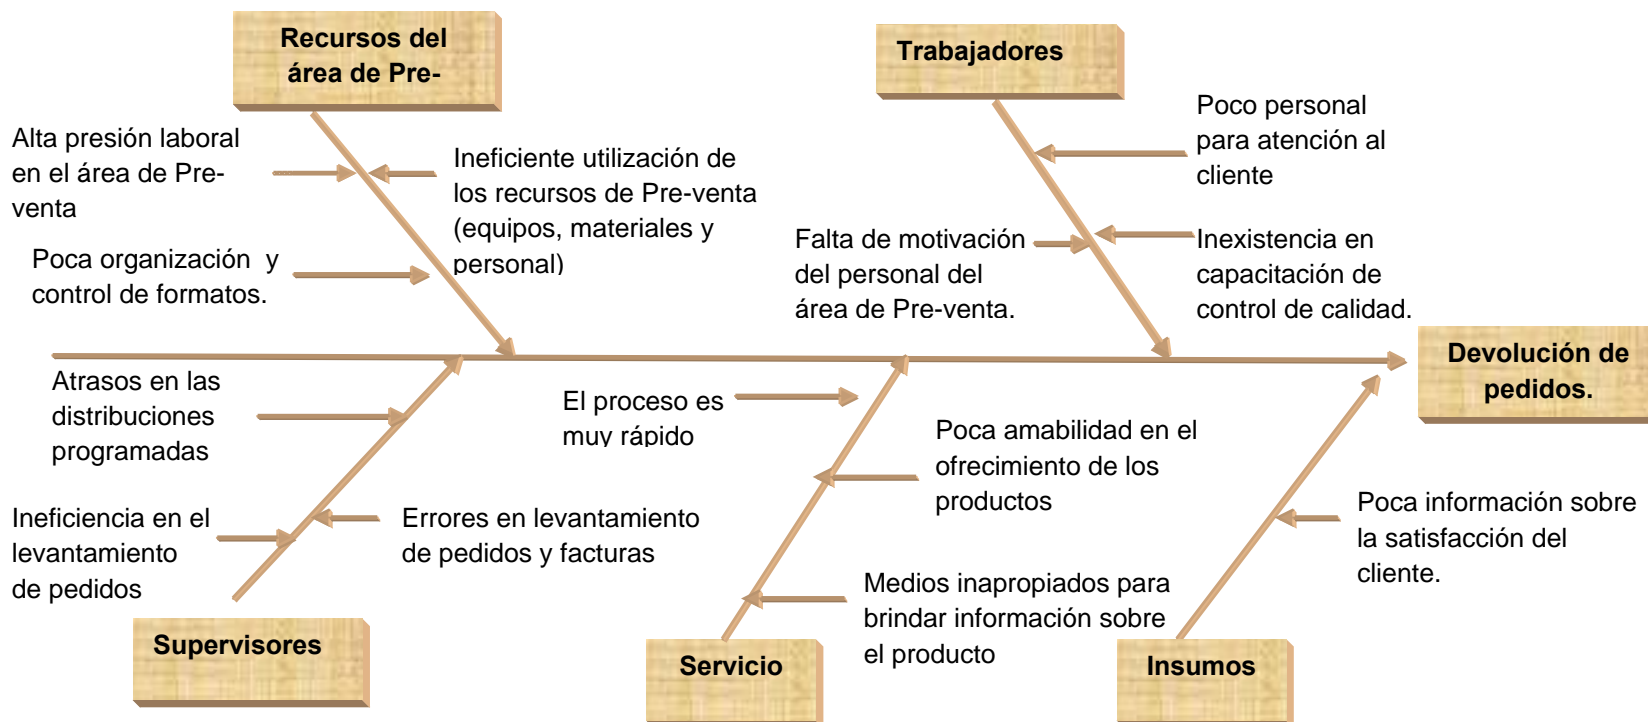 Recursos del
área de Pre-
Trabajadores
Alta presión laboral
en el área de Pre-
venta
Ineficiente utilización de
los recursos de Pre-venta
(equipos, materiales y
personal)
Poca organización y
control de formatos.
Poco personal
para atención al
cliente
Falta de motivación
del personal del
área de Pre-venta.
Inexistencia en
capacitación de
control de calidad.
Devolución de
pedidos.
Atrasos en las
distribuciones
programadas
El proceso es
muy rápido
Poca amabilidad en el
ofrecimiento de los
productos
Ineficiencia en el
levantamiento
de pedidos
Errores en levantamiento
de pedidos y facturas
Poca información sobre
la satisfacción del
cliente.
Medios inapropiados para
brindar información sobre
el producto
Supervisores
Servicio
Insumos